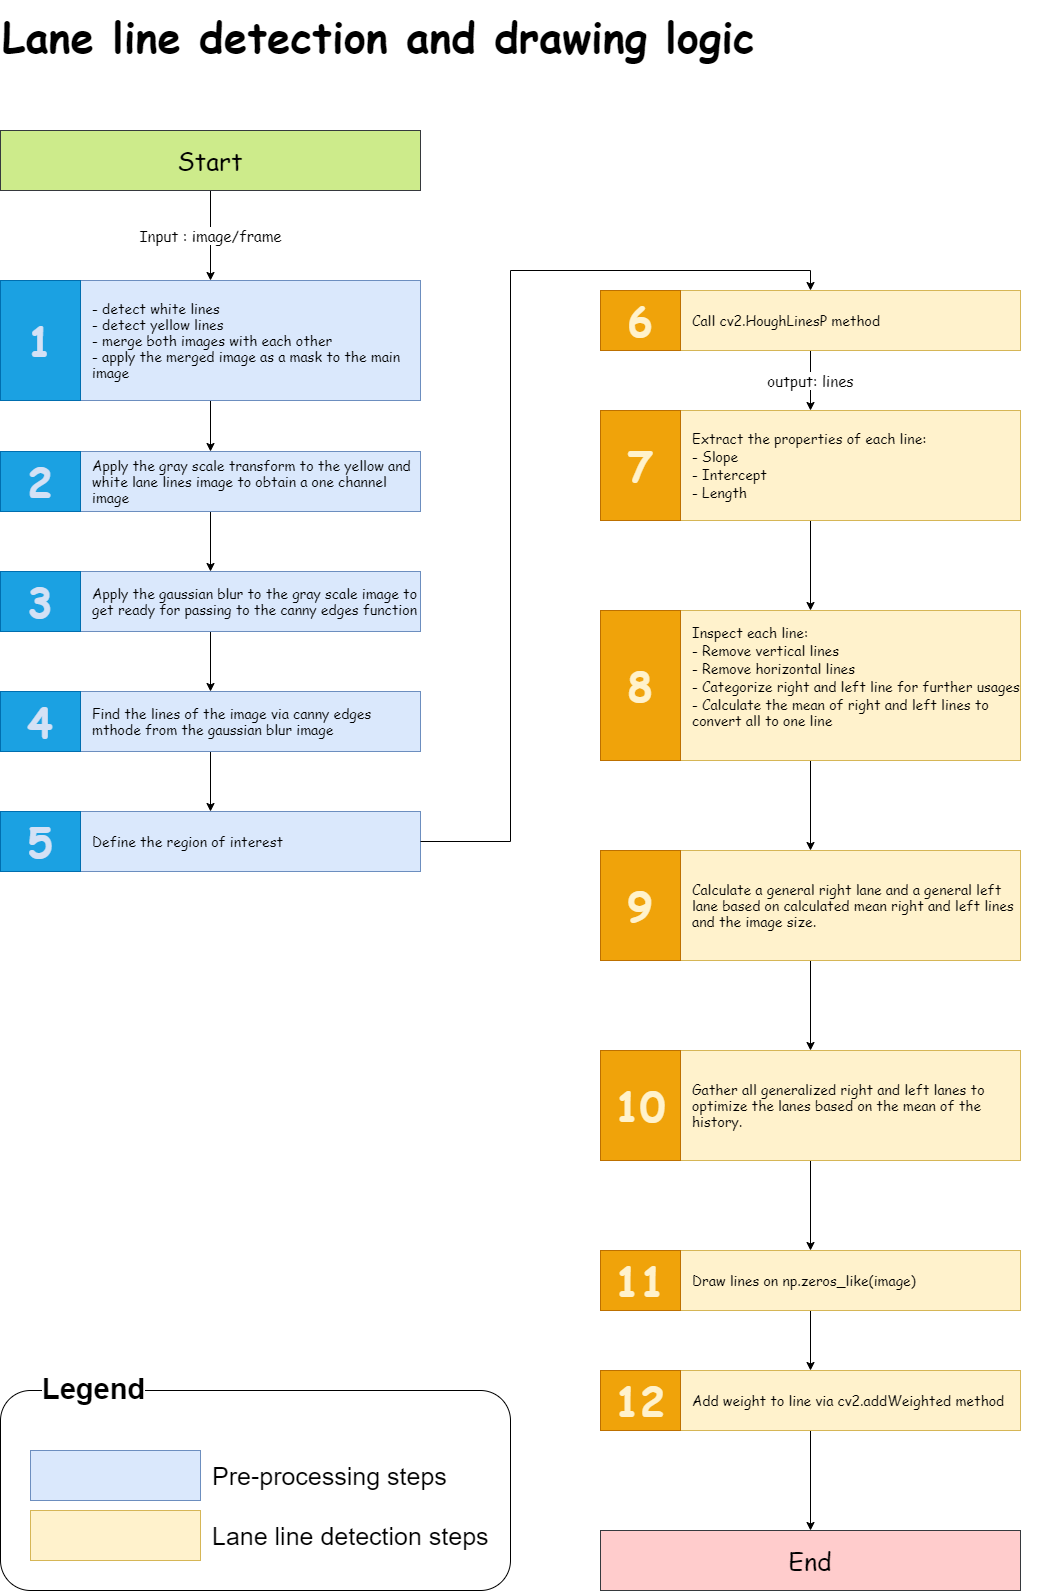 Lane line detection and drawing logic
Start
Input : image/frame
1
- detect white lines
- detect yellow lines
- merge both images with each other
- apply the merged image as a mask to the main
image
2
Apply the gray scale transform to the yellow and
white lane lines image to obtain a one channel
image
3
Apply the gaussian blur to the gray scale image to
get ready for passing to the canny edges function
4
Find the lines of the image via canny edges
mthode from the gaussian blur image
5
Define the region of interest
6
Call cv2.HoughLinesP method
output: lines
7
Extract the properties of each line:
- Slope
- Intercept
- Length
8
Inspect each line:
- Remove vertical lines
- Remove horizontal lines
- Categorize right and left line for further usages
- Calculate the mean of right and left lines to
convert all to one line
9
Calculate a general right lane and a general left
lane based on calculated mean right and left lines
and the image size.
10
Gather all generalized right and left lanes to
optimize the lanes based on the mean of the
history.
11
Draw lines on np.zeros_like(image)
12
Add weight to line via cv2.addWeighted method
End
Legend
Pre-processing steps
Lane line detection steps